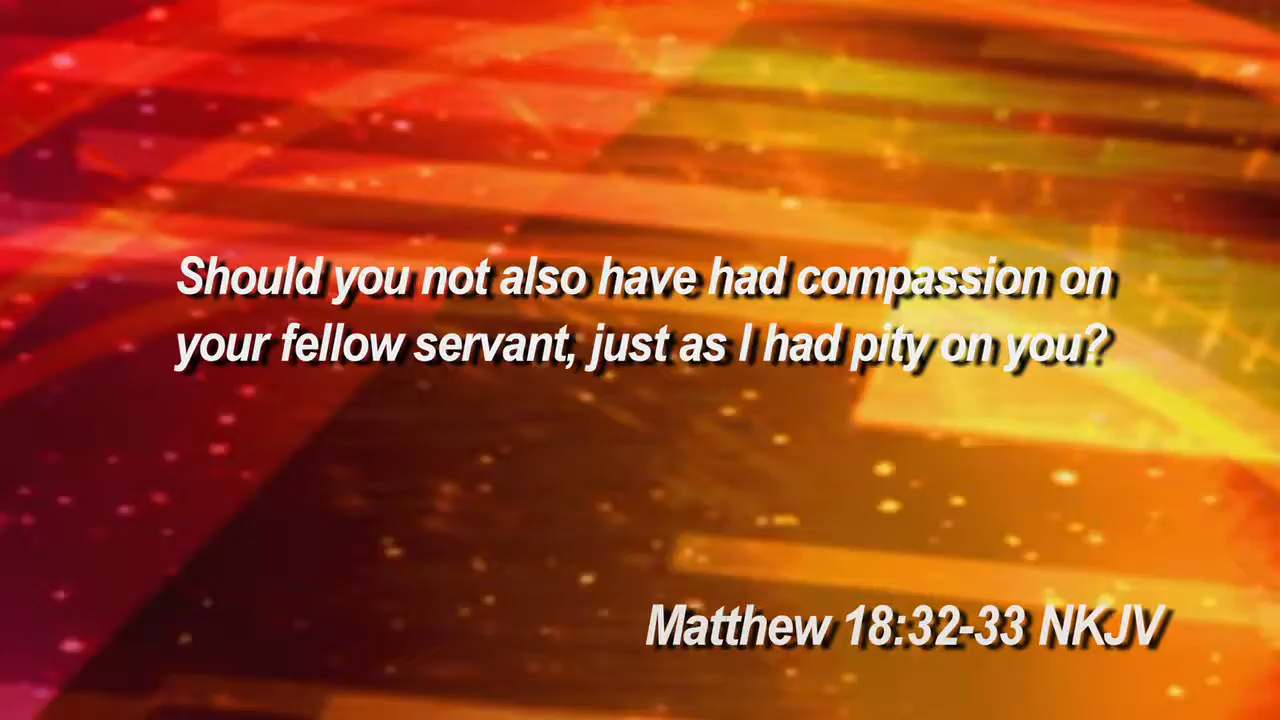 Should you not also have had compassion on
your fellow servant, just as I had pity on you?
Matthew 18:32-33 NKJV